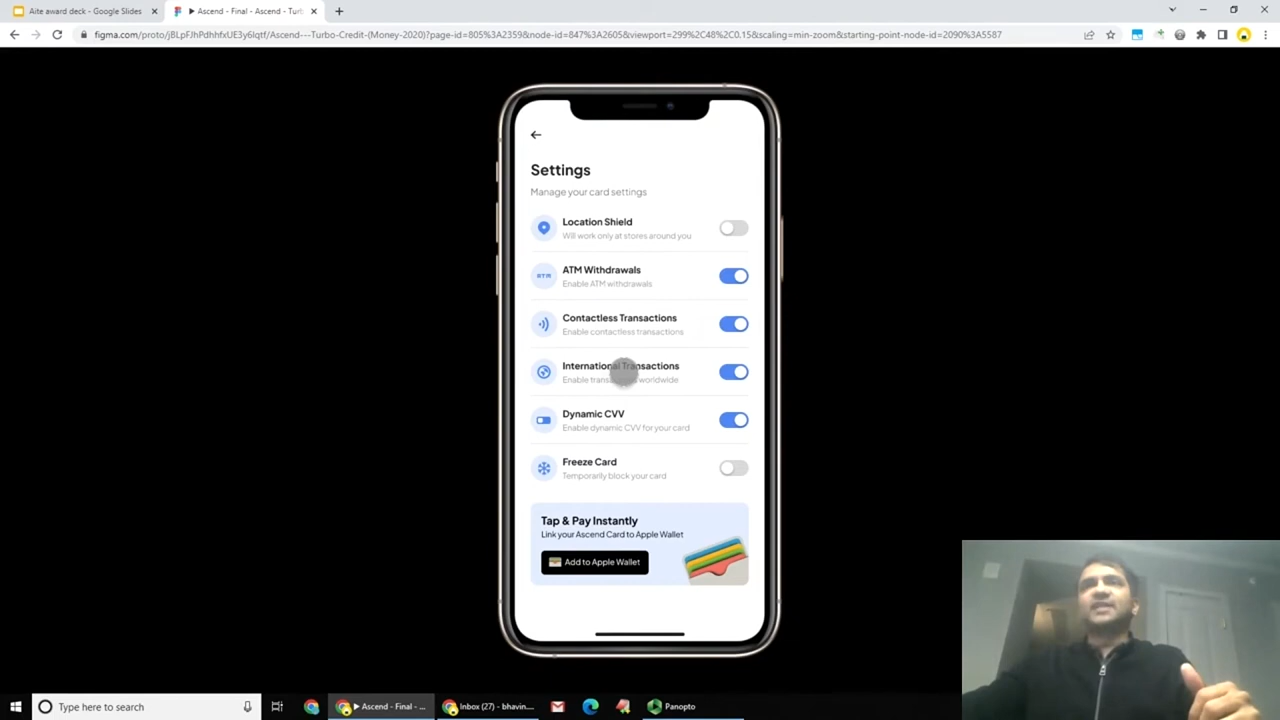 Aite award deck - Google Slides
▶ Ascend - Final - Ascend - Turb
figma.com/proto/jBLpFJhPdhhfxUE3y6lqtf/Ascend---Turbo-Credit-(Money-2020)?page-id=805%3A2359&node-id=847%3A2605&viewport=299%2C48%2C0.15&scaling=min-zoom&starting-point-node-id=2090%3A5587
Settings
Manage your card settings
Location Shield
Will work only at stores around you
ATM
ATM Withdrawals
Enable ATM withdrawals
Contactless Transactions
Enable contactless transactions
International Transactions
Enable transactions worldwide
Dynamic CVV
Enable dynamic CVV for your card
Freeze Card
Temporarily block your card
Tap & Pay Instantly
Link your Ascend Card to Apple Wallet
Add to Apple Wallet
Type here to search
▶ Ascend - Final - ...
Inbox (27) - bhavin....
Panopto